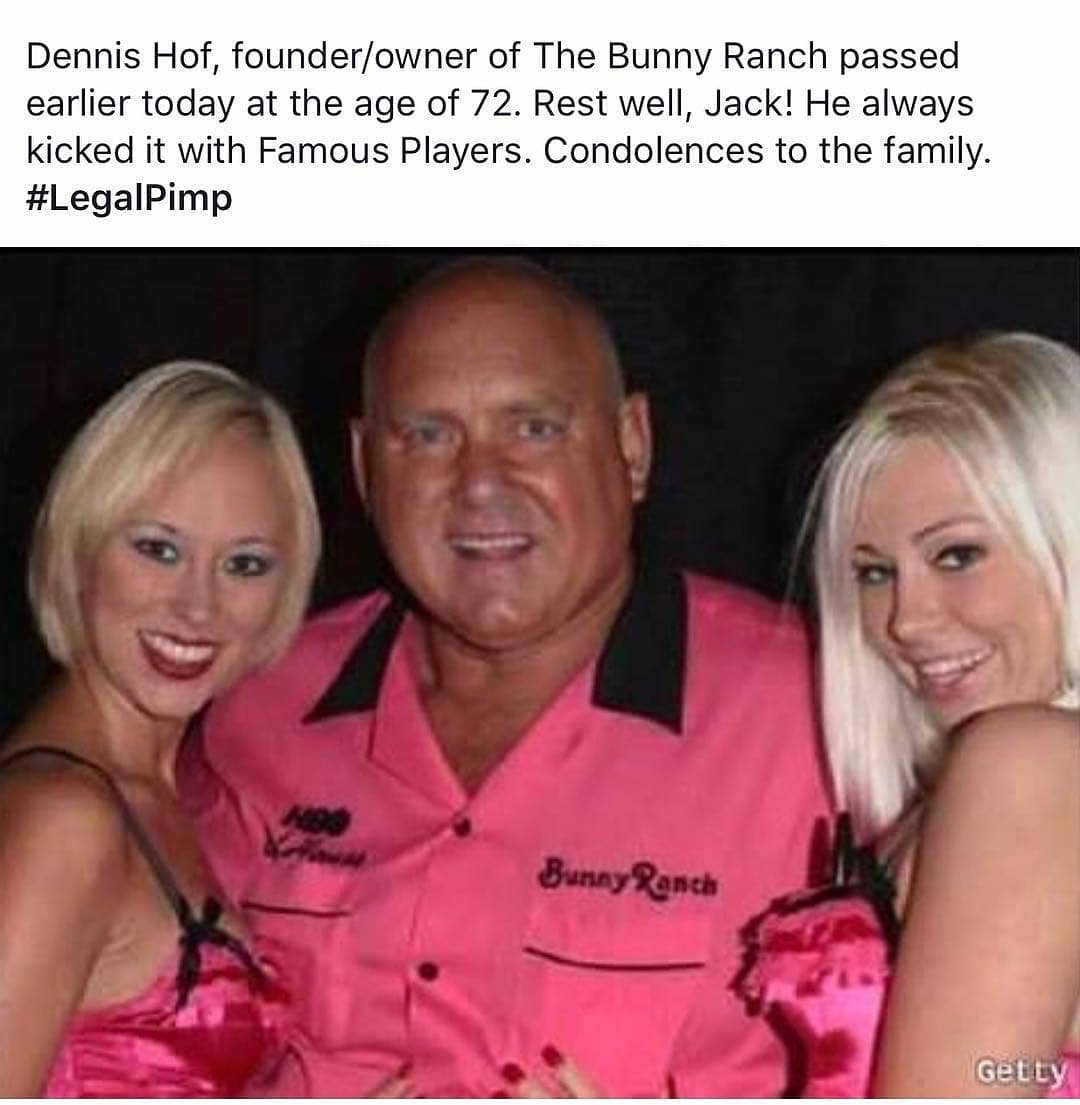 Dennis Hof, founder/owner of The Bunny Ranch passed
earlier today at the age of 72. Rest well, Jack! He always
kicked it with Famous Players. Condolences to the family.
#LegalPimp
HBO
BunnyRanch
Getty